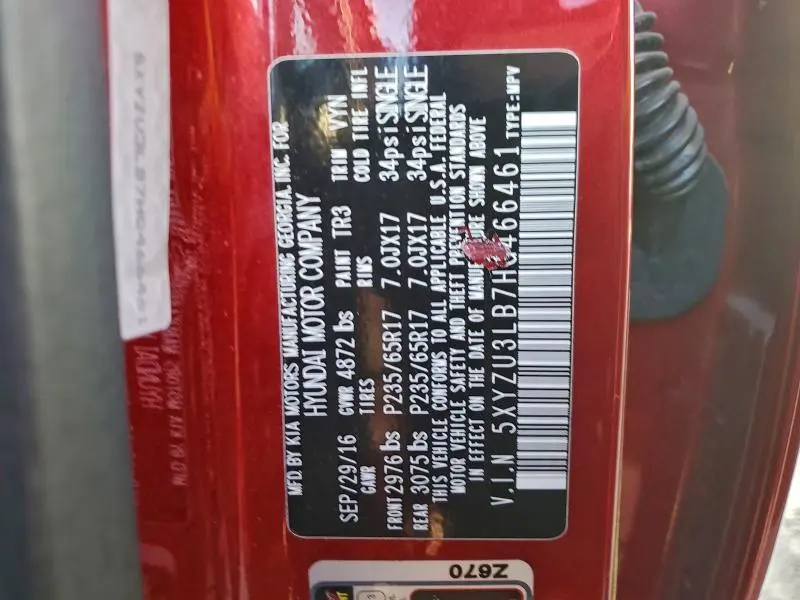 MFD. BY KIA MOTORS MANUFACTURING GEORGIA, INC. FOR
HYUNDAI MOTOR COMPANY
SEP/29/16 GVWR 4872 lbs PAINT TR3 TRIM VYN
GAWR TIRES RIMS COLD TIRE INFL
FRONT 2976 lbs P235/65R17 7.0JX17 34psi SINGLE
REAR 3075 lbs P235/65R17 7.0JX17 34psi SINGLE
THIS VEHICLE CONFORMS TO ALL APPLICABLE U.S.A. FEDERAL
MOTOR VEHICLE SAFETY AND THEFT PREVENTION STANDARDS
IN EFFECT ON THE DATE OF SHOWN ABOVE
V.I.N 5XYZU3LB7HG466461 TYPE:MPV
Z670